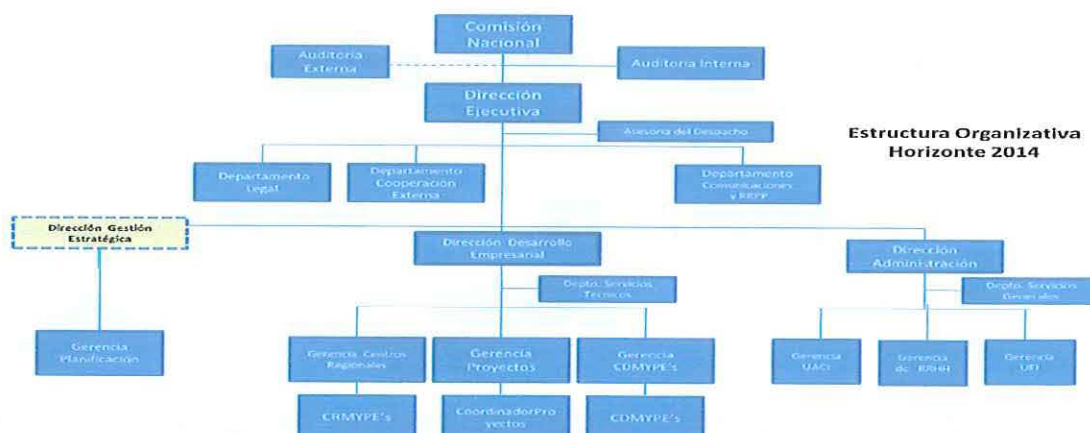 Comisión
Nacional
Auditoria
Externa
Auditoria Interna
Dirección
Ejecutiva
Asesoría del Despacho
Estructura Organizativa
Horizonte 2014
Departamento
Legal
Departamento
Cooperación
Externa
Departamento
Comunicaciones
y RRPP
Dirección Gestión
Estratégica
Dirección Desarrollo
Empresarial
Dirección
Administración
Depto. Servicios
Técnicos
Depto. Servicios
Generales
Gerencia
Planificación
Gerencia Centros
Regionales
Gerencia
Proyectos
Gerencia
CDMYPE's
Gerencia
UACI
Gerencia
de RRHH
Gerencia
UFI
CRMYPE's
CoordinadorPro
yectos
CDMYPE's